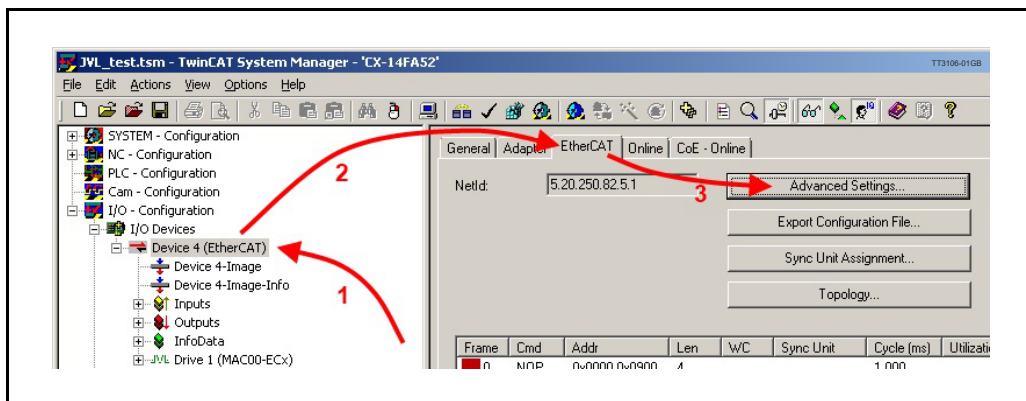 JVL_test.tsm - TwinCAT System Manager - 'CX-14FA52'
TT3106-01GB
File Edit Actions View Options Help
SYSTEM - Configuration
NC - Configuration
PLC - Configuration
Cam - Configuration
I/O - Configuration
I/O Devices
Device 4 (EtherCAT)
Device 4-Image
Device 4-Image-Info
Inputs
Outputs
InfoData
JVL Drive 1 (MAC00-ECx)
1
2
General Adapter EtherCAT Online CoE - Online
NetId: 5.20.250.82.5.1
3
Advanced Settings...
Export Configuration File...
Sync Unit Assignment...
Topology...
Frame Cmd Addr Len WC Sync Unit Cycle (ms) Utilizati
0 NOP 0x0000 0x0900 4 1.000